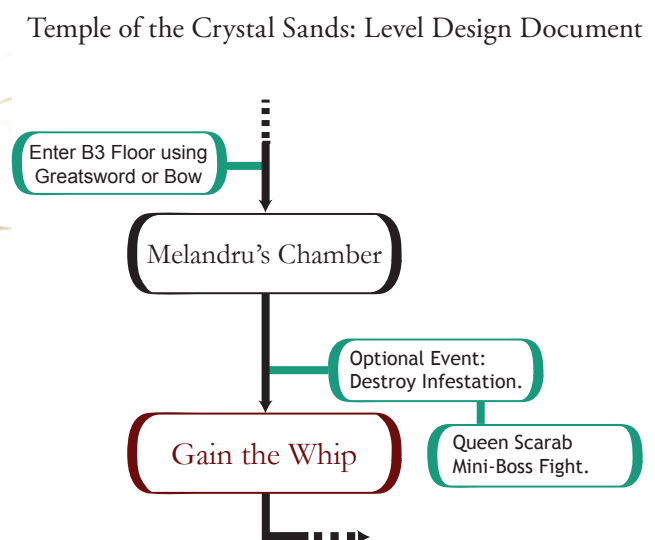 Temple of the Crystal Sands: Level Design Document
Enter B3 Floor using
Greatsword or Bow
Melandru's Chamber
Optional Event:
Destroy Infestation.
Gain the Whip
Queen Scarab
Mini-Boss Fight.